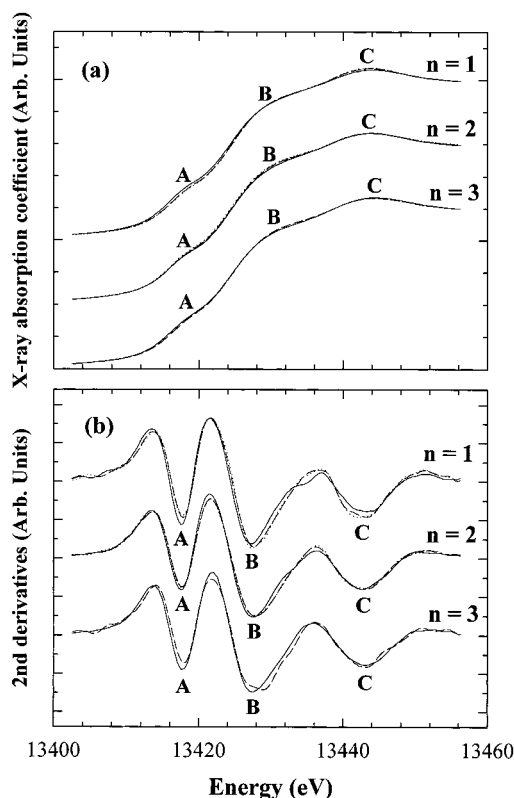 X-ray absorption coefficient (Arb. Units)
(a)
A
B
C
n = 1
A
B
C
n = 2
A
B
C
n = 3
2nd derivatives (Arb. Units)
(b)
A
B
C
n = 1
A
B
C
n = 2
A
B
C
n = 3
13400 13420 13440 13460
Energy (eV)